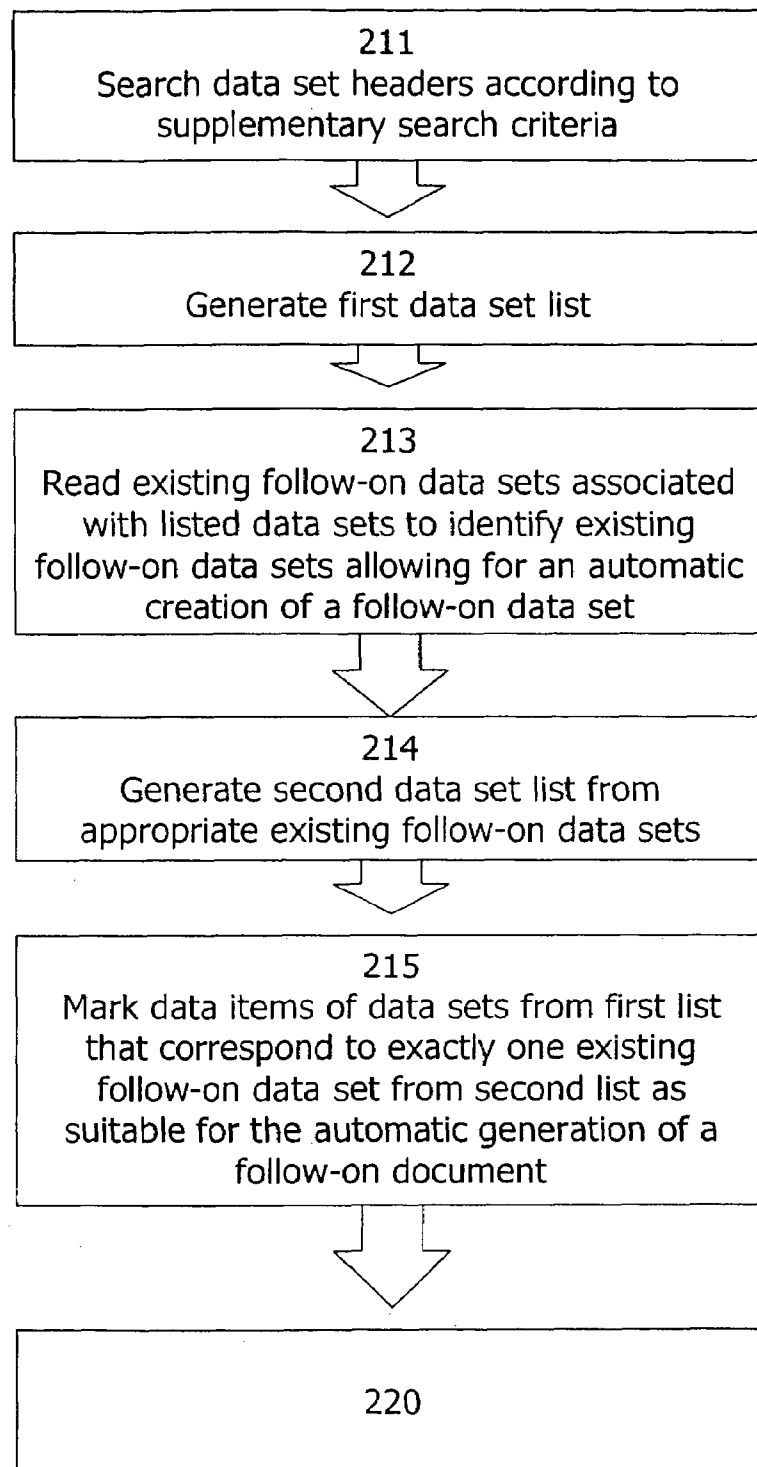 211
Search data set headers according to
supplementary search criteria
212
Generate first data set list
213
Read existing follow-on data sets associated
with listed data sets to identify existing
follow-on data sets allowing for an automatic
creation of a follow-on data set
214
Generate second data set list from
appropriate existing follow-on data sets
215
Mark data items of data sets from first list
that correspond to exactly one existing
follow-on data set from second list as
suitable for the automatic generation of a
follow-on document
220